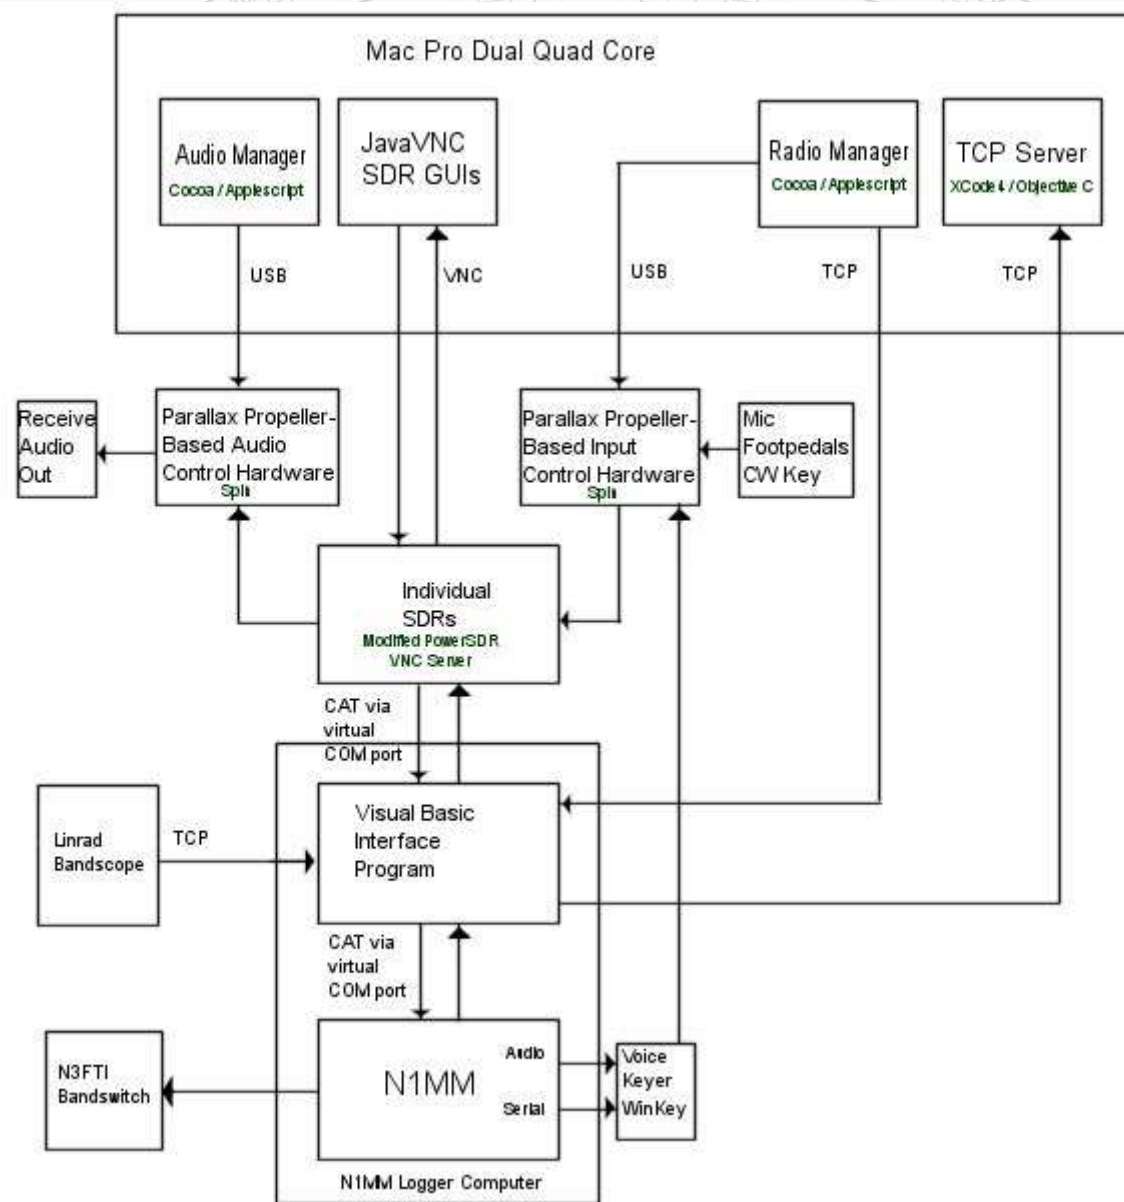 Mac Pro Dual Quad Core
Audio Manager
Cocoa / Applescript
JavaVNC
SDR GUIs
Radio Manager
Cocoa / Applescript
TCP Server
XCode4 / Objective C
USB
VNC
USB
TCP
TCP
Receive
Audio
Out
Parallax Propeller-
Based Audio
Control Hardware
Spin
Parallax Propeller-
Based Input
Control Hardware
Spin
Mic
Footpedals
CW Key
Individual
SDRs
Modified PowerSDR
VNC Server
CAT via
virtual
COM port
Linrad
Bandscope
TCP
Visual Basic
Interface
Program
CAT via
virtual
COM port
N3FTI
Bandswitch
N1MM
Audio
Serial
Voice
Keyer
WinKey
N1MM Logger Computer